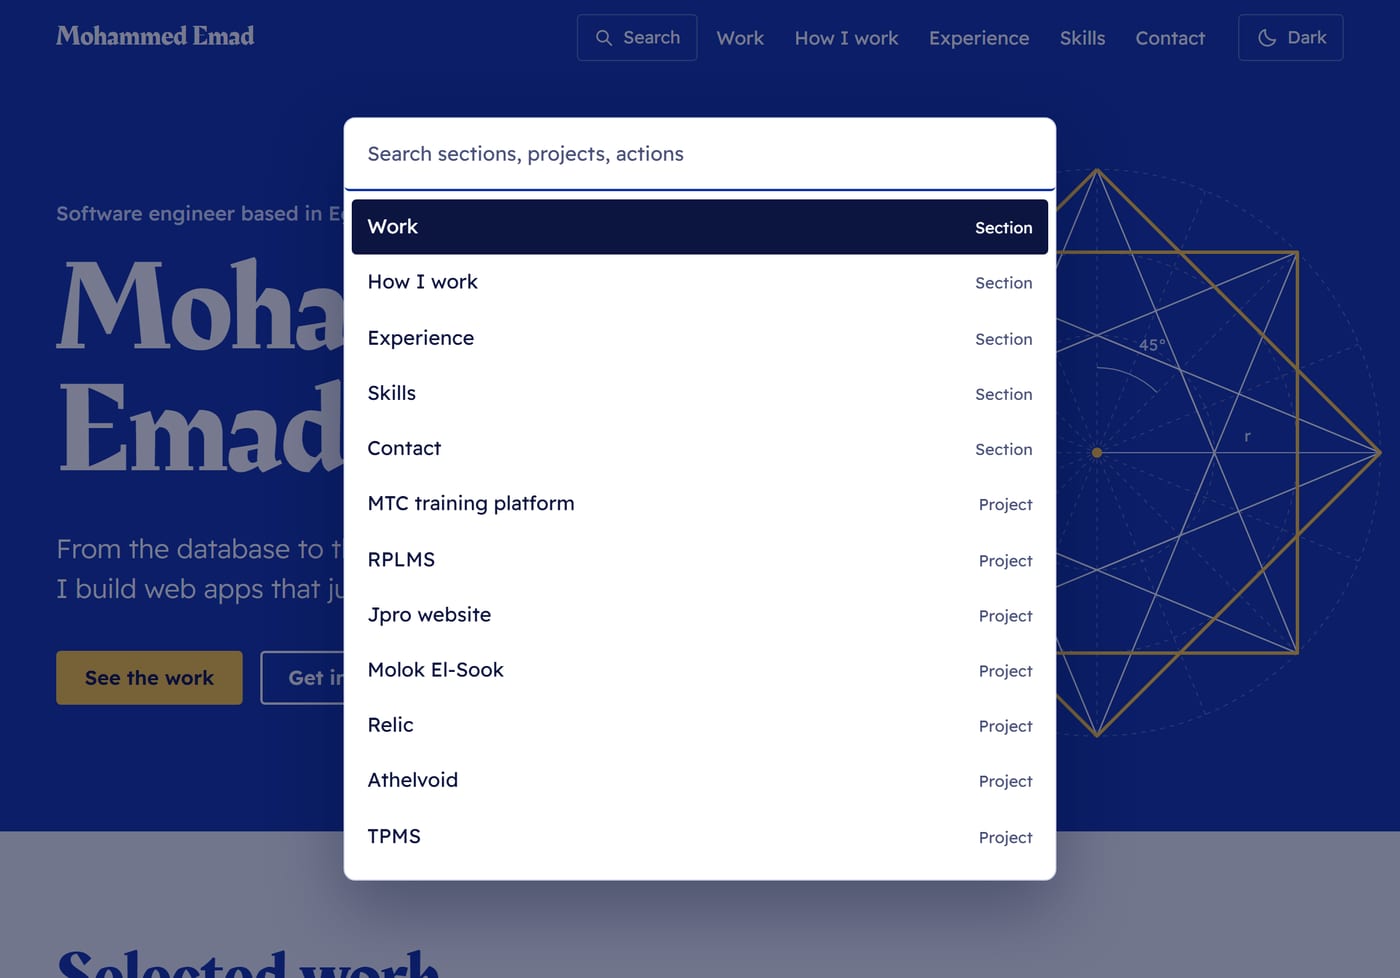 Mohammed Emad
Search
Work
How I work
Experience
Skills
Contact
Dark
Search sections, projects, actions
Work Section
How I work Section
Experience Section
Skills Section
Contact Section
MTC training platform Project
RPLMS Project
Jpro website Project
Molok El-Sook Project
Relic Project
Athelvoid Project
TPMS Project
Software engineer based in
Moha
Emad
From the database to
I build web apps that
See the work
Get
45°
r
Selected work